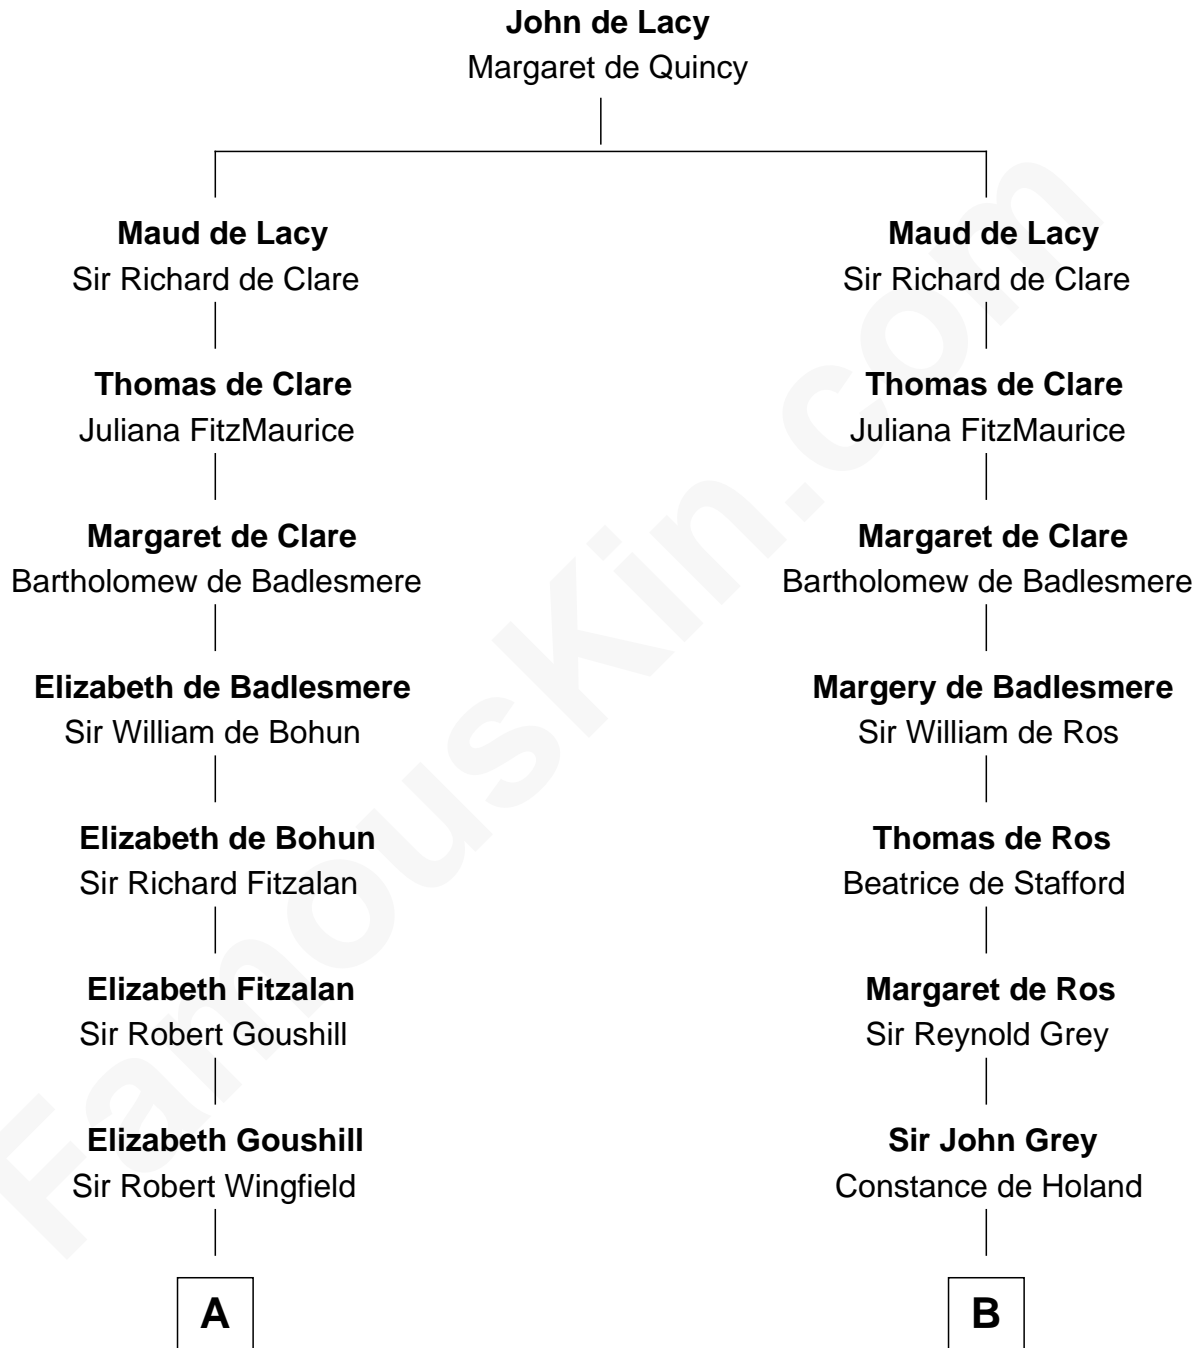 John de Lacy
Margaret de Quincy
Maud de Lacy
Sir Richard de Clare
Maud de Lacy
Sir Richard de Clare
Thomas de Clare
Juliana FitzMaurice
Thomas de Clare
Juliana FitzMaurice
Margaret de Clare
Bartholomew de Badlesmere
Margaret de Clare
Bartholomew de Badlesmere
Elizabeth de Badlesmere
Sir William de Bohun
Margery de Badlesmere
Sir William de Ros
Elizabeth de Bohun
Sir Richard Fitzalan
Thomas de Ros
Beatrice de Stafford
Elizabeth Fitzalan
Sir Robert Goushill
Margaret de Ros
Sir Reynold Grey
Elizabeth Goushill
Sir Robert Wingfield
Sir John Grey
Constance de Holand
A
B
FamousKin.com